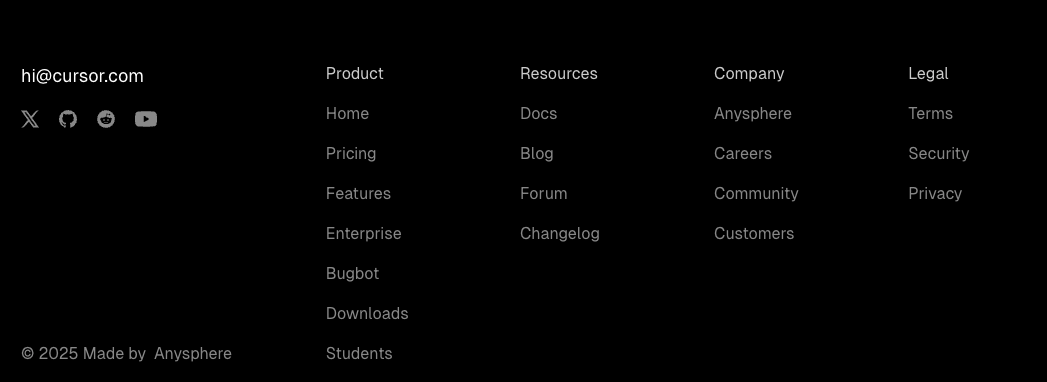 hi@cursor.com
Product
Home
Pricing
Features
Enterprise
Bugbot
Downloads
Students
Resources
Docs
Blog
Forum
Changelog
Company
Anysphere
Careers
Community
Customers
Legal
Terms
Security
Privacy
© 2025 Made by Anysphere